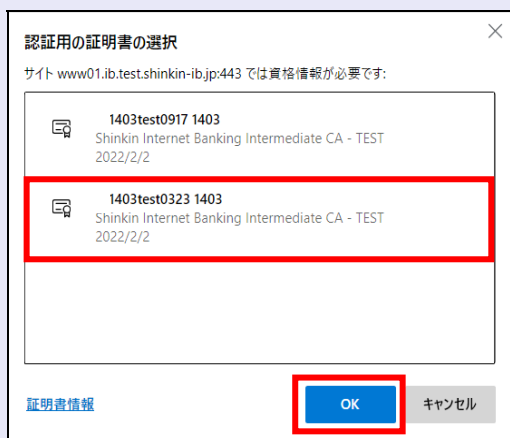 認証用の証明書の選択
サイト www01.ib.test.shinkin-ib.jp:443 では資格情報が必要です:
1403test0917 1403
Shinkin Internet Banking Intermediate CA - TEST
2022/2/2
1403test0323 1403
Shinkin Internet Banking Intermediate CA - TEST
2022/2/2
証明書情報
OK
キャンセル